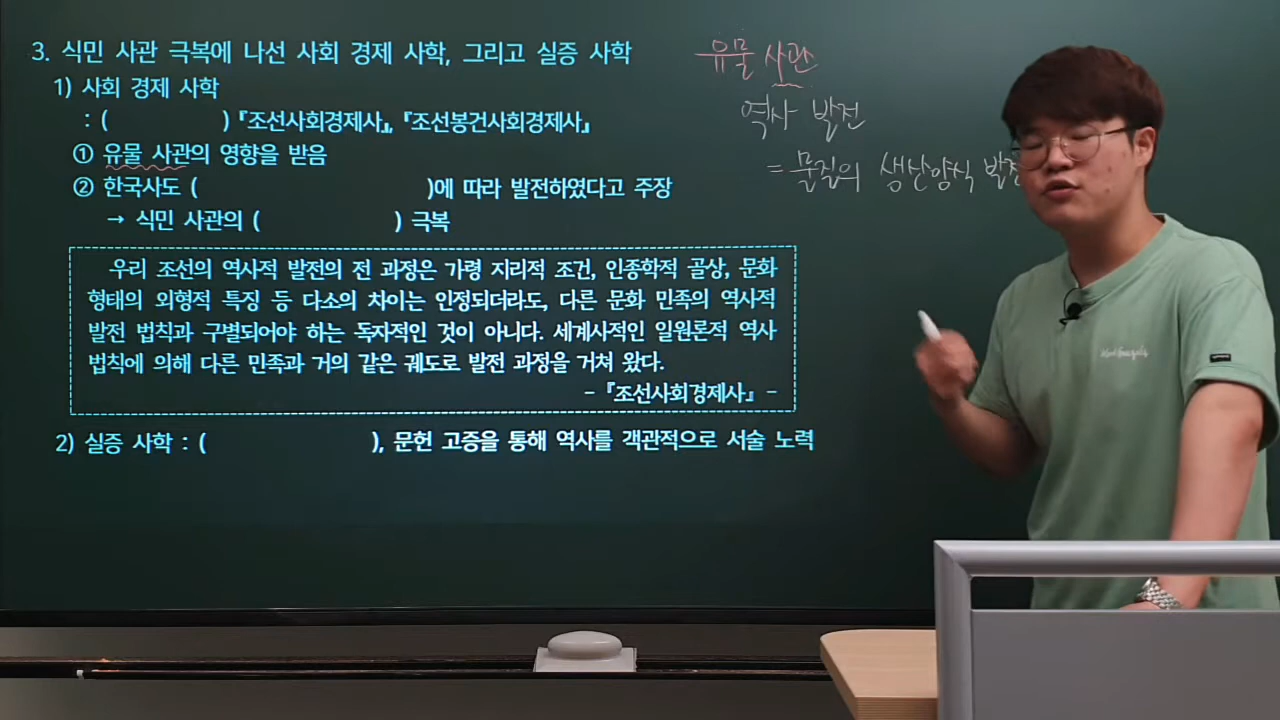 3. 식민 사관 극복에 나선 사회 경제 사학, 그리고 실증 사학
1) 사회 경제 사학
: ( ) 『조선사회경제사』, 『조선봉건사회경제사』
① 유물 사관의 영향을 받음
② 한국사도 ( )에 따라 발전하였다고 주장
→ 식민 사관의 ( ) 극복
우리 조선의 역사적 발전의 전 과정은 가령 지리적 조건, 인종학적 골상, 문화
형태의 외형적 특징 등 다소의 차이는 인정되더라도, 다른 문화 민족의 역사적
발전 법칙과 구별되어야 하는 독자적인 것이 아니다. 세계사적인 일원론적 역사
법칙에 의해 다른 민족과 거의 같은 궤도로 발전 과정을 거쳐 왔다.
- 『조선사회경제사』 -
2) 실증 사학 : ( ), 문헌 고증을 통해 역사를 객관적으로 서술 노력
유물 사관
역사 발전
= 물질의 생산양식 발전